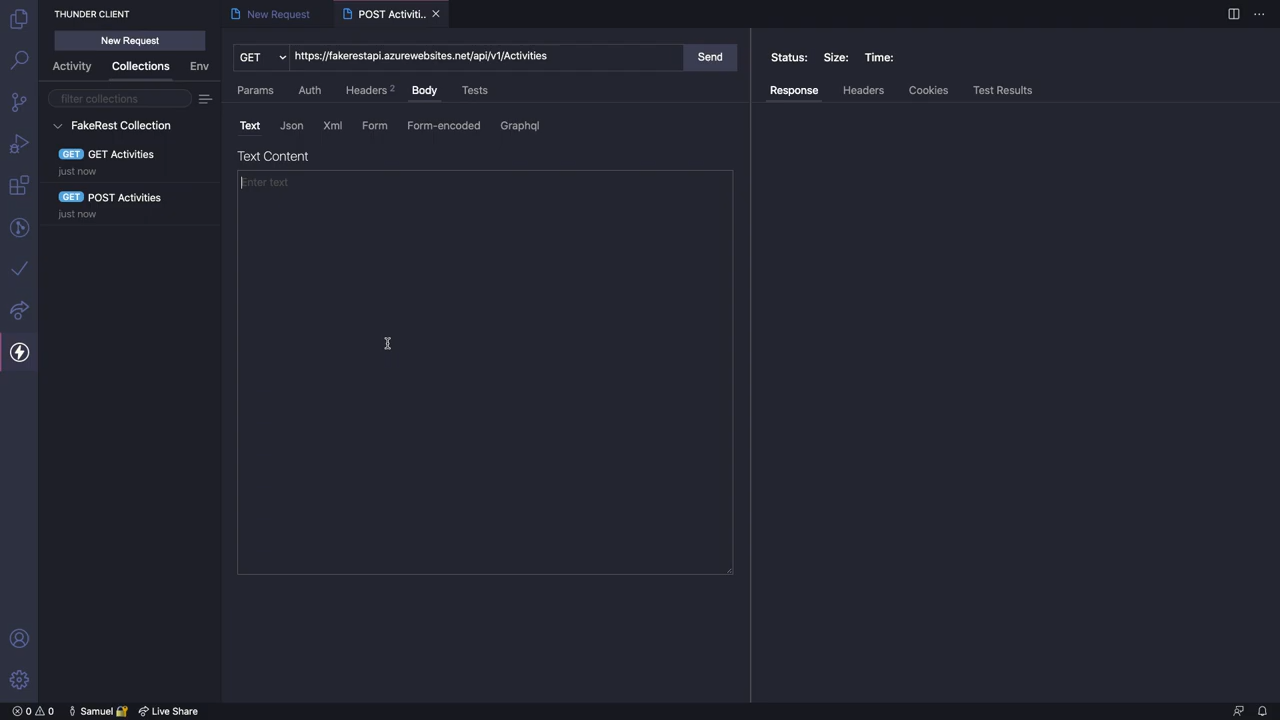 THUNDER CLIENT
New Request
Activity Collections Env
filter collections
FakeRest Collection
GET GET Activities
just now
GET POST Activities
just now
New Request
POST Activiti..
GET https://fakerestapi.azurewebsites.net/api/v1/Activities Send
Params Auth Headers 2 Body Tests
Text Json Xml Form Form-encoded Graphql
Text Content
Enter text
Status: Size: Time:
Response Headers Cookies Test Results
0 0 Samuel Live Share